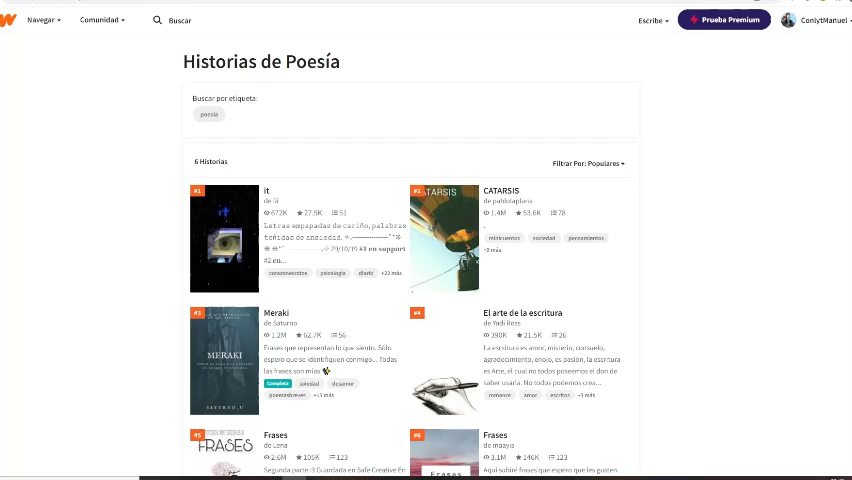 Navegar
Comunidad
Buscar
Escribe
Prueba Premium
ConlytManuel
Historias de Poesía
Buscar por etiqueta:
poesía
6 Historias
Filtrar Por: Populares
#1
it
de lá
672K 27.5K 51
Letras empapadas de cariño, palabras
teñidas de ansiedad.
29/10/19 #1 en support
#2 en...
corazonesrotos psicologia diario +22 más
#2
CATARSIS
CATARSIS
de pablolaplana
1.4M 53.6K 78
.
minicuentos sociedad pensamientos
+9 más
#3
MERAKI
SATURNO_U
Meraki
de Saturno
1.2M 62.7K 56
Frases que representan lo que siento. Sólo
espero que se identifiquen conmigo... Todas
las frases son mías
Completa soledad desamor
poemasbreves +15 más
#4
El arte de la escritura
de Yadi Ross
390K 21.5K 26
La escritura es amor, misterio, consuelo,
agradecimiento, enojo, es pasión, la escritura
es Arte, el cual no todos poseemos el don de
saber usarla. No todos podemos crea...
romance amor escritos +3 más
#5
FRASES
Frases
de Lena
2.6M 105K 123
Segunda parte :3 Guardada en Safe Creative En
#6
Frases
Frases
de maayis
3.1M 146K 123
Aqui subiré frases que espero que les gusten.